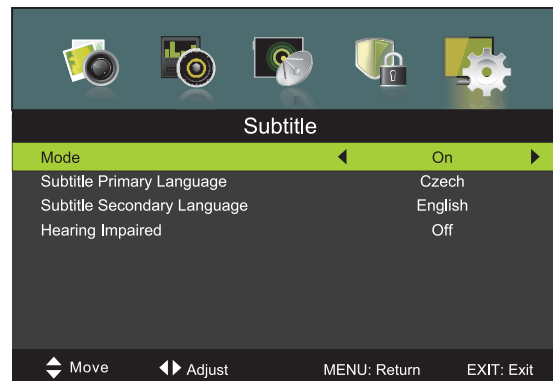 Subtitle
Mode On
Subtitle Primary Language Czech
Subtitle Secondary Language English
Hearing Impaired Off
Move Adjust MENU: Return EXIT: Exit